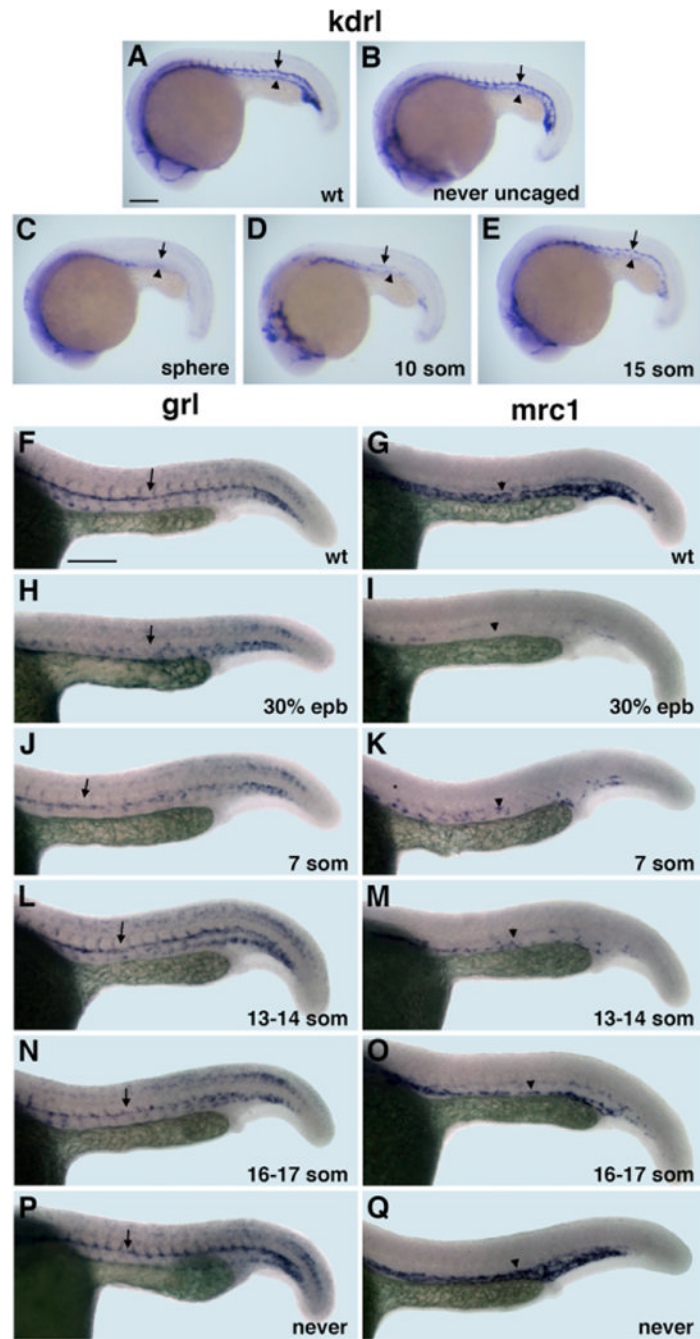 kdrl
A
B
wt
never uncaged
C
D
E
sphere
10 som
15 som
grl
mrc1
F
G
wt
wt
H
I
30% epb
30% epb
J
K
7 som
7 som
L
M
13-14 som
13-14 som
N
O
16-17 som
16-17 som
P
Q
never
never